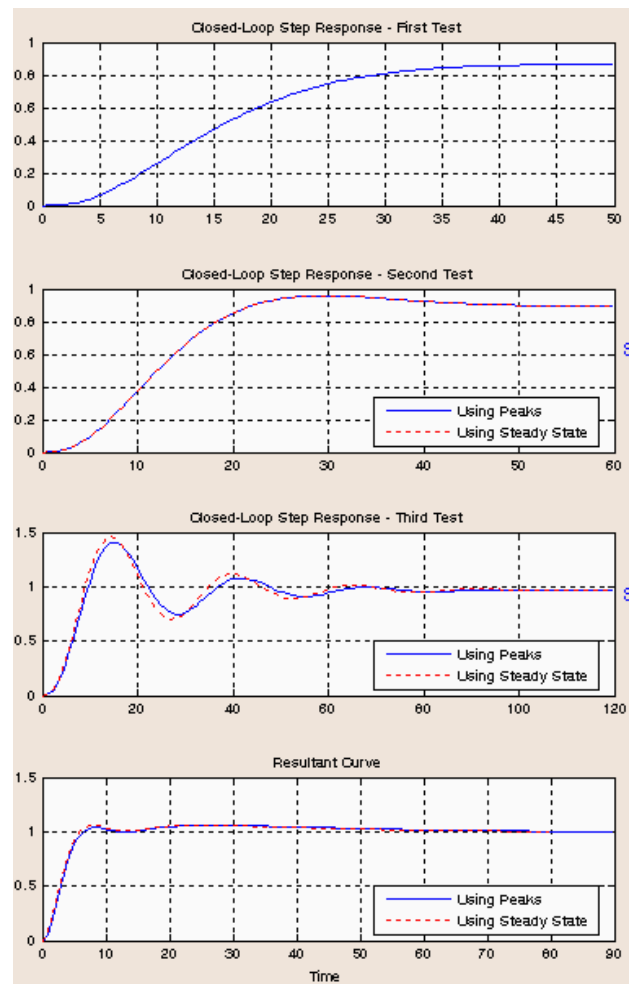 Closed-Loop Step Response - First Test
1
0.8
0.6
0.4
0.2
0
0 5 10 15 20 25 30 35 40 45 50
Closed-Loop Step Response - Second Test
1
0.8
0.6
0.4
0.2
0
Using Peaks
Using Steady State
0 10 20 30 40 50 60
Closed-Loop Step Response - Third Test
1.5
1
0.5
0
Using Peaks
Using Steady State
0 20 40 60 80 100 120
Resultant Curve
1.5
1
0.5
0
Using Peaks
Using Steady State
0 10 20 30 40 50 60 70 80 90
Time